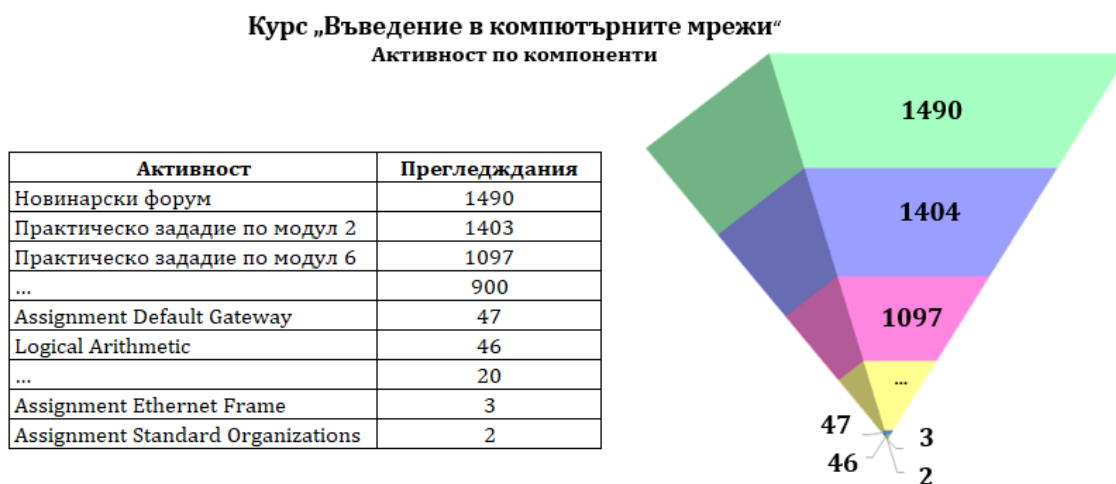 Курс „Въведение в компютърните мрежи“
Активност по компоненти
Активност Прегледждания
Новинарски форум 1490
Практическо зададие по модул 2 1403
Практическо зададие по модул 6 1097
... 900
Assignment Default Gateway 47
Logical Arithmetic 46
... 20
Assignment Ethernet Frame 3
Assignment Standard Organizations 2
1490
1404
1097
...
47
3
46
2